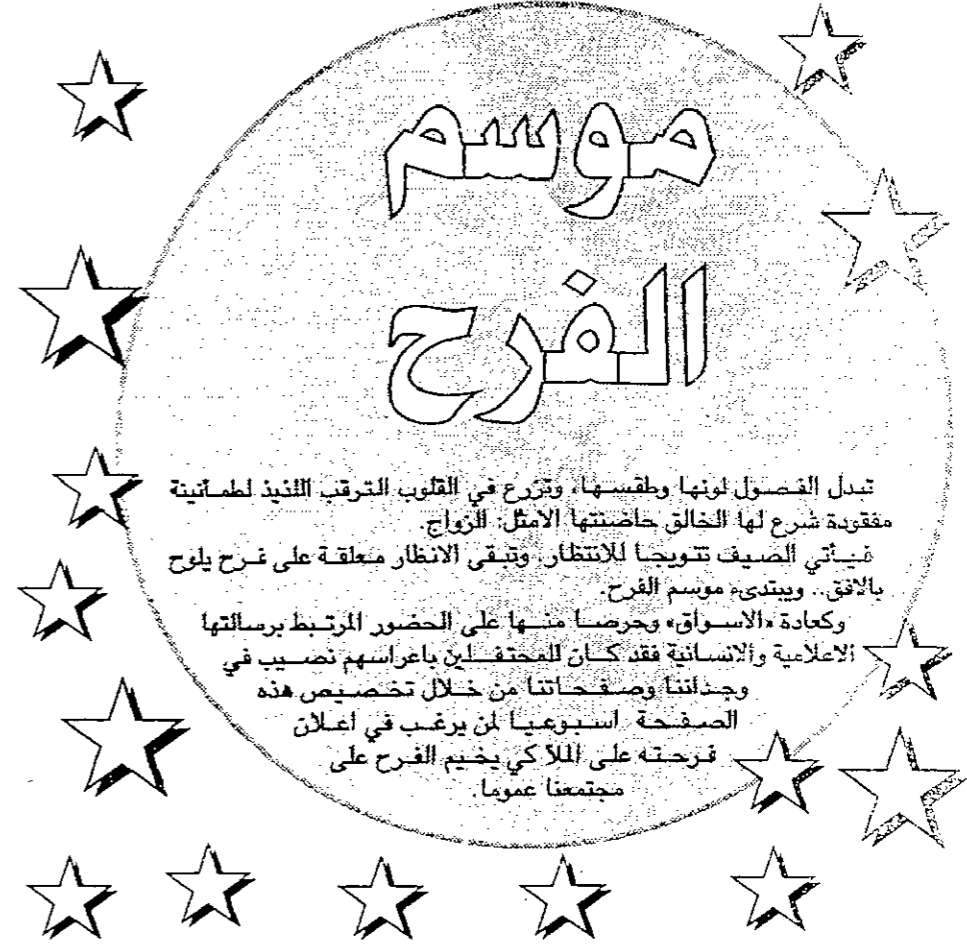 موسم
الفرح
تبدل الفصول لونها وطقسها، وتزرع في القلوب الترقب اللذيذ لطمأنينة
مفقودة شرع لها الخالق حاضنتها الامثل: الزواج.
فيأتي الصيف تتويجا للانتظار. وتبقى الانظار معلقة على فرح يلوح
بالافق.. ويبتدىء موسم الفرح.
وكعادة «الاسواق» وحرصا منها على الحضور المرتبط برسالتها
الاعلامية والانسانية فقد كان للمحتفلين باعراسهم نصيب في
وجداننا وصفحاتنا من خلال تخصيص هذه
الصفحة اسبوعيا لمن يرغب في اعلان
فرحته على الملأ كي يخيم الفرح على
مجتمعنا عموما.